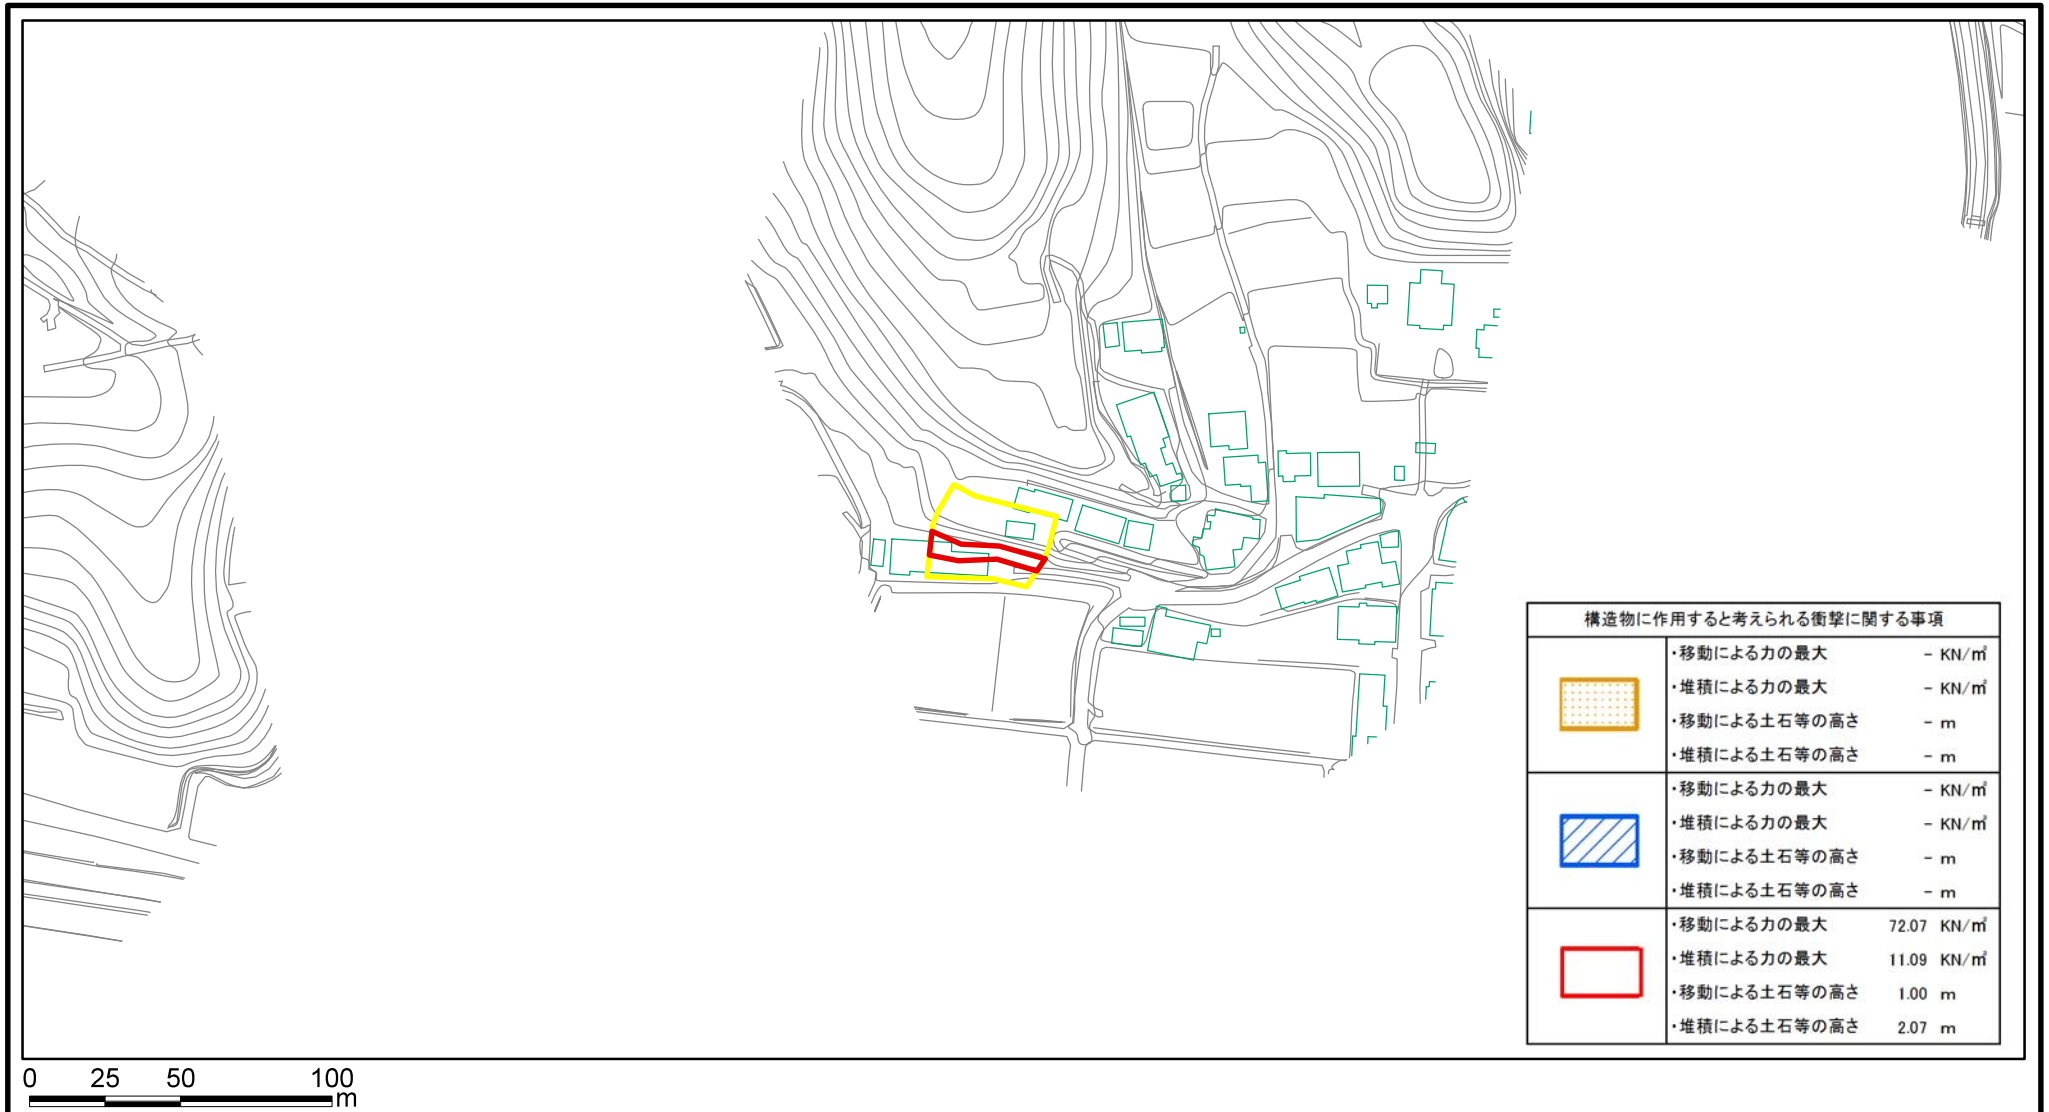 構造物に作用すると考えられる衝撃に関する事項
・移動による力の最大 - KN/㎡
・堆積による力の最大 - KN/㎡
・移動による土石等の高さ - m
・堆積による土石等の高さ - m
・移動による力の最大 - KN/㎡
・堆積による力の最大 - KN/㎡
・移動による土石等の高さ - m
・堆積による土石等の高さ - m
・移動による力の最大 72.07 KN/㎡
・堆積による力の最大 11.09 KN/㎡
・移動による土石等の高さ 1.00 m
・堆積による土石等の高さ 2.07 m
0 25 50 100
m